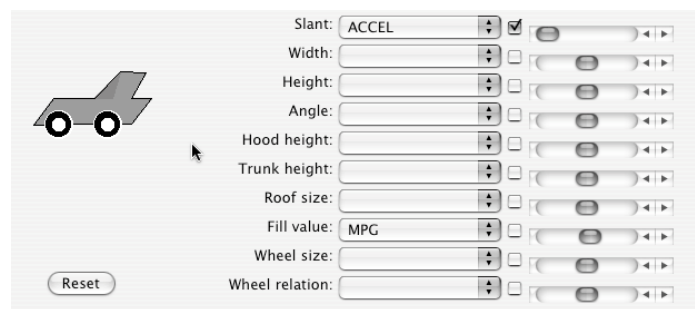 Slant: ACCEL
Width:
Height:
Angle:
Hood height:
Trunk height:
Roof size:
Fill value: MPG
Wheel size:
Wheel relation:
Reset